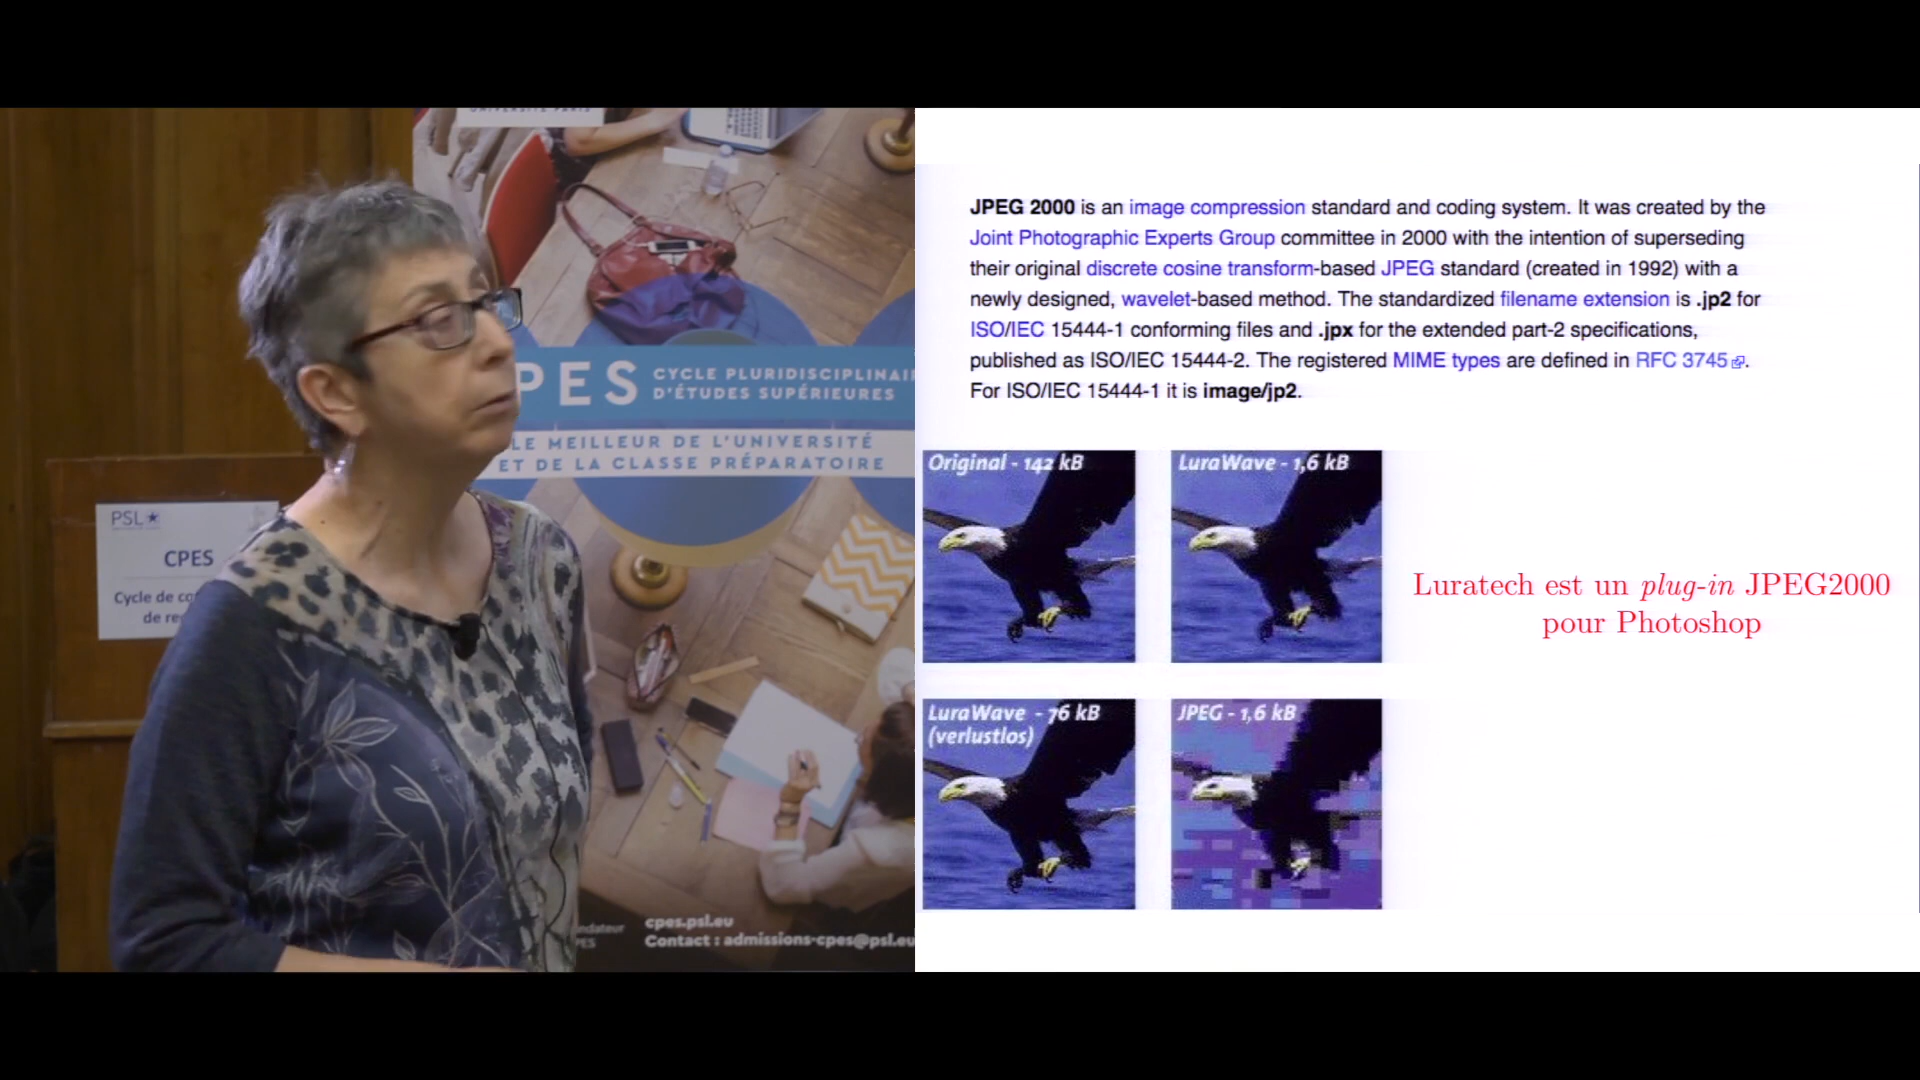 PES
CYCLE PLURIDISCIPLINAI
D'ÉTUDES SUPÉRIEURES
LE MEILLEUR DE L'UNIVERSITÉ
ET DE LA CLASSE PRÉPARATOIRE
PSL
CPES
Cycle de
de
cpes.psl.eu
Contact : admissions-cpes@psl.eu
JPEG 2000 is an image compression standard and coding system. It was created by the
Joint Photographic Experts Group committee in 2000 with the intention of superseding
their original discrete cosine transform-based JPEG standard (created in 1992) with a
newly designed, wavelet-based method. The standardized filename extension is .jp2 for
ISO/IEC 15444-1 conforming files and .jpx for the extended part-2 specifications,
published as ISO/IEC 15444-2. The registered MIME types are defined in RFC 3745.
For ISO/IEC 15444-1 it is image/jp2.
Original - 142 kB
LuraWave - 1,6 kB
LuraWave - 76 kB
(verlustlos)
JPEG - 1,6 kB
Luratech est un plug-in JPEG2000
pour Photoshop